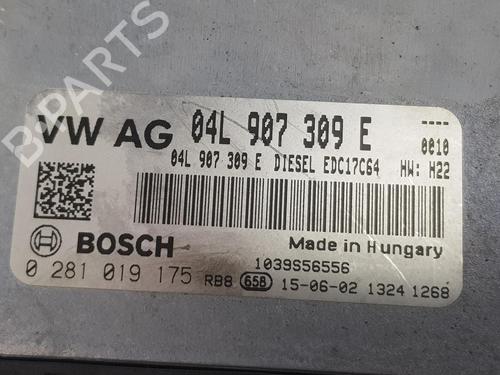 B-PARTS
VW AG 04L 907 309 E
0010
04L 907 309 E DIESEL EDC17C64 HW: H22
BOSCH Made in Hungary
1039S56556
0 281 019 175 RB8 658 15-06-02 1324 1268